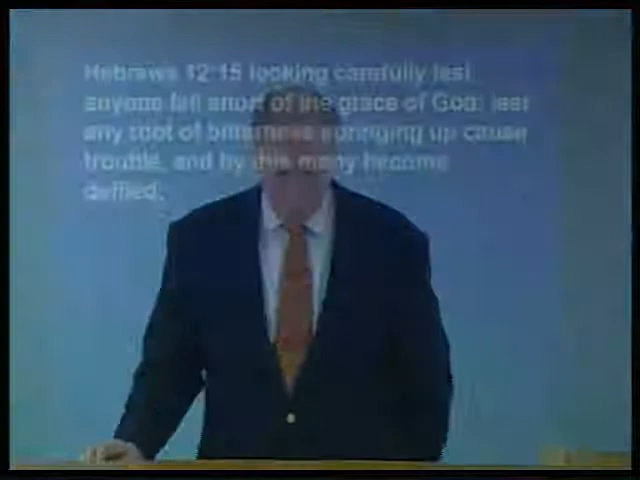 Hebrews 12:15 looking carefully lest
anyone fall short of the grace of God; lest
any root of bitterness springing up cause
trouble, and by this many become
defiled;